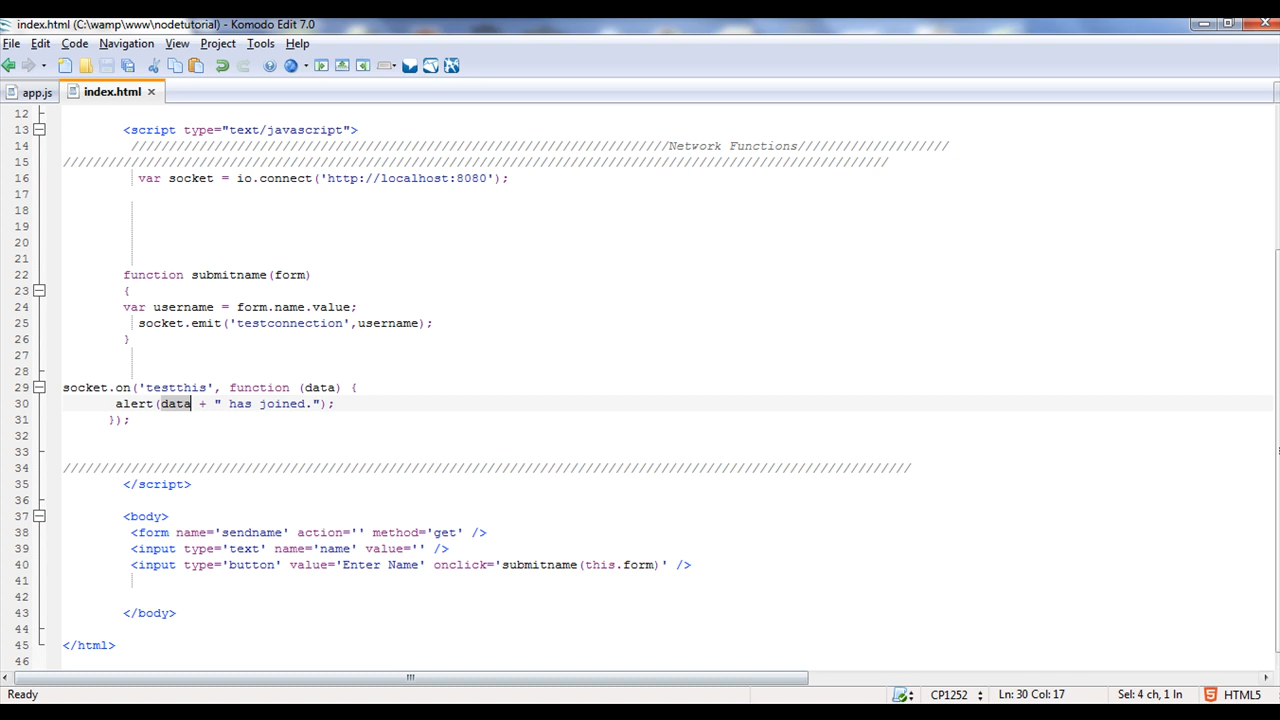 index.html (C:\wamp\www\nodetutorial) - Komodo Edit 7.0
File Edit Code Navigation View Project Tools Help
app.js index.html
12
13 <script type="text/javascript">
14 ///////////////////////////////////////////////////////////////////////Network Functions////////////////////
15 //////////////////////////////////////////////////////////////////////////////////////////////////////////////
16 var socket = io.connect('http://localhost:8080');
17
18
19
20
21
22 function submitname(form)
23 {
24 var username = form.name.value;
25 socket.emit('testconnection',username);
26 }
27
28
29 socket.on('testthis', function (data) {
30 alert(data + " has joined.");
31 });
32
33
34 /////////////////////////////////////////////////////////////////////////////////////////////////////////////////
35 </script>
36
37 <body>
38 <form name='sendname' action='' method='get' />
39 <input type='text' name='name' value='' />
40 <input type='button' value='Enter Name' onclick='submitname(this.form)' />
41
42
43 </body>
44
45 </html>
46
Ready CP1252 Ln: 30 Col: 17 Sel: 4 ch, 1 ln HTML5